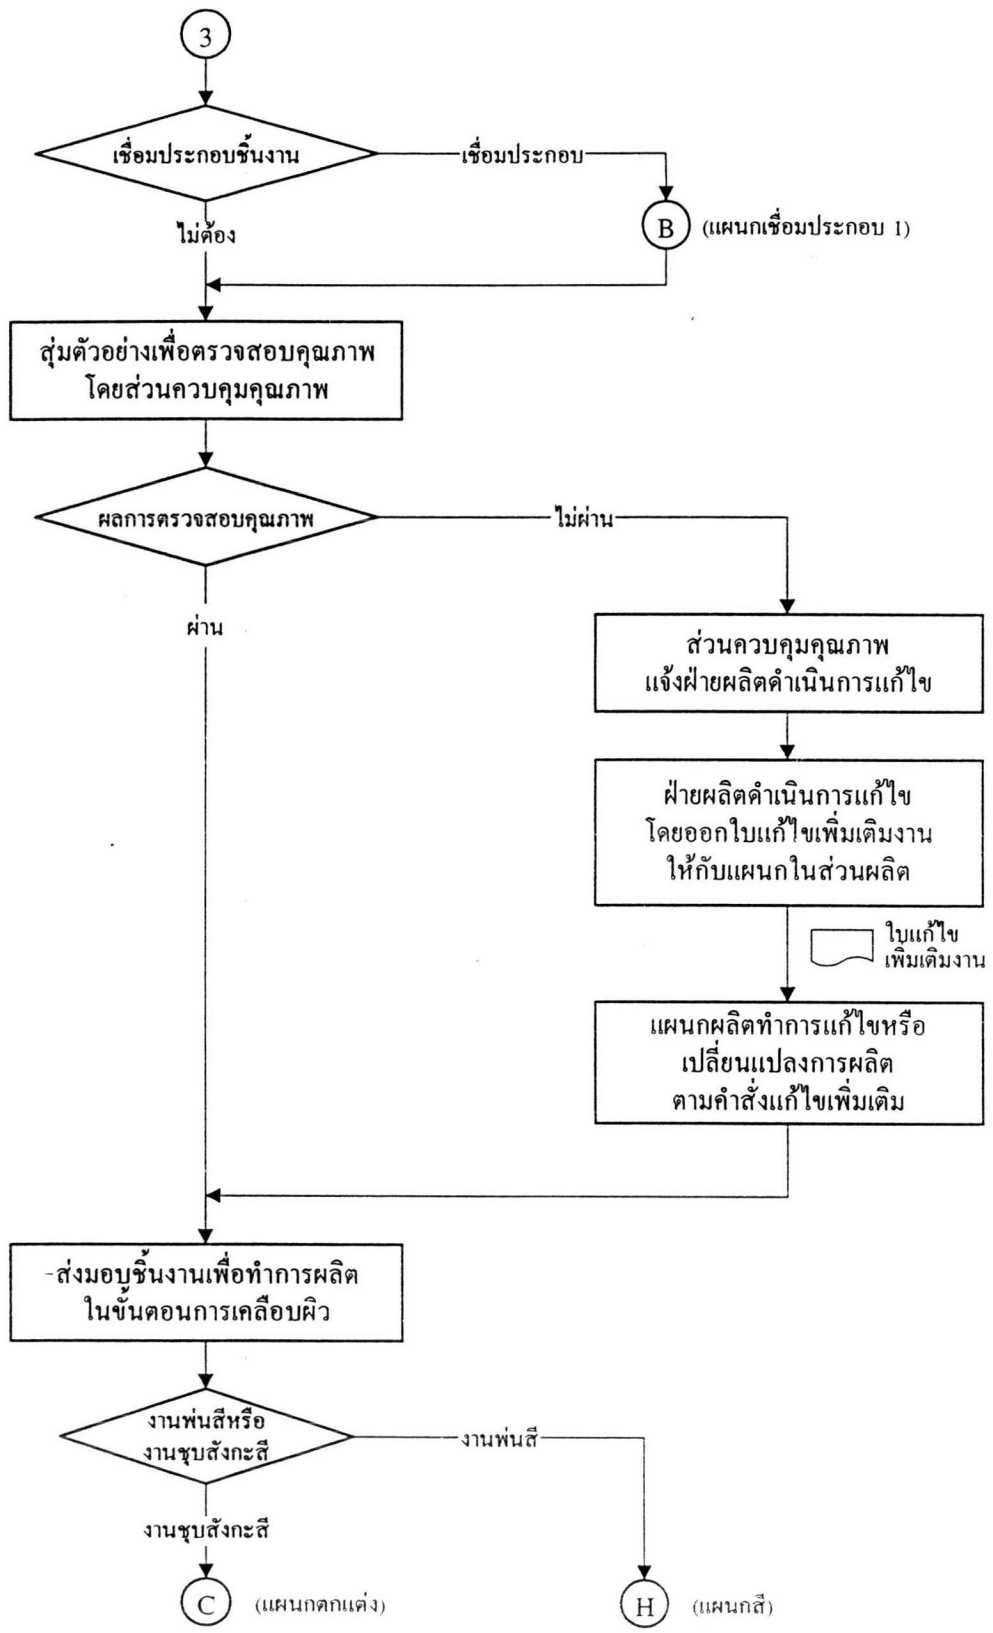 3
เชื่อมประกอบชิ้นงาน
เชื่อมประกอบ
ไม่ต้อง
B
(แผนกเชื่อมประกอบ 1)
สุ่มตัวอย่างเพื่อตรวจสอบคุณภาพ
โดยส่วนควบคุมคุณภาพ
ผลการตรวจสอบคุณภาพ
ไม่ผ่าน
ผ่าน
ส่วนควบคุมคุณภาพ
แจ้งฝ่ายผลิตดำเนินการแก้ไข
ฝ่ายผลิตดำเนินการแก้ไข
โดยออกใบแก้ไขเพิ่มเติมงาน
ให้กับแผนกในส่วนผลิต
ใบแก้ไข
เพิ่มเติมงาน
แผนกผลิตทำการแก้ไขหรือ
เปลี่ยนแปลงการผลิต
ตามคำสั่งแก้ไขเพิ่มเติม
-ส่งมอบชิ้นงานเพื่อทำการผลิต
ในขั้นตอนการเคลือบผิว
งานพ่นสีหรือ
งานชุบสังกะสี
งานพ่นสี
งานชุบสังกะสี
C
(แผนกตกแต่ง)
H
(แผนกสี)